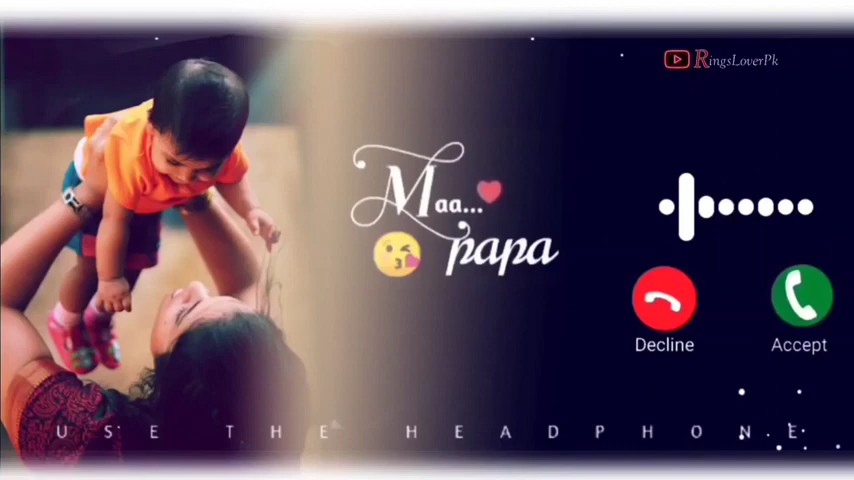 RingsLoverPk
Maa...
papa
Decline
Accept
USE THE HEADPHONE